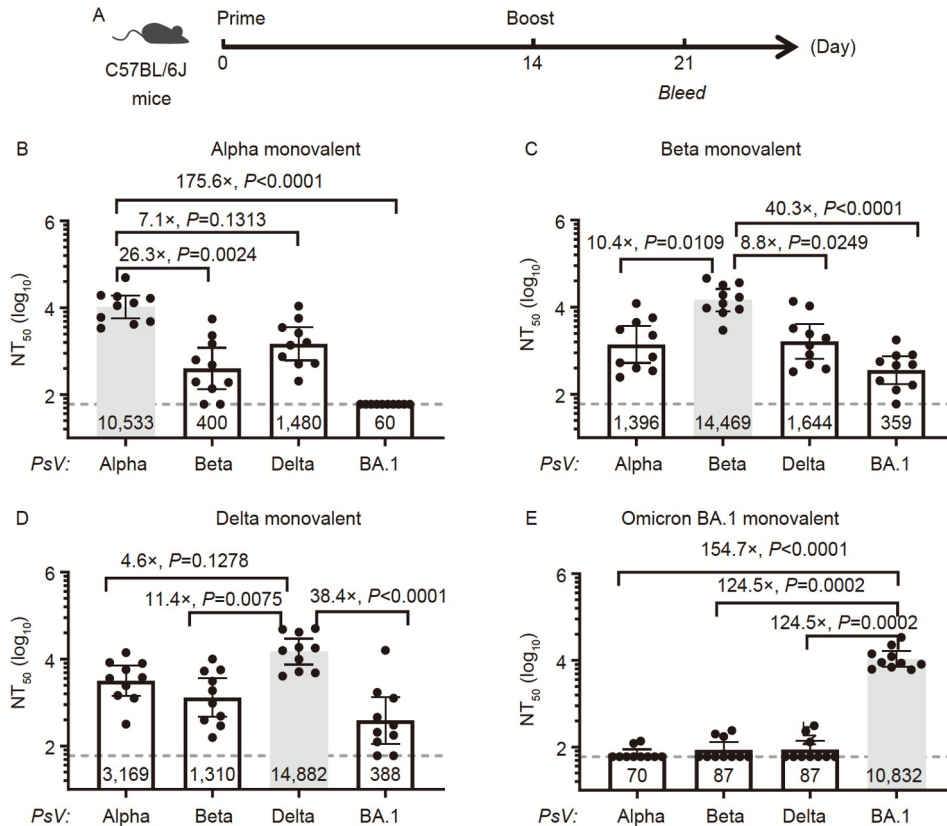 A
Prime
Boost
(Day)
C57BL/6J
mice
0
14
21
Bleed
B
Alpha monovalent
175.6×, P<0.0001
7.1×, P=0.1313
26.3×, P=0.0024
NT50 (log10)
6
4
2
10,533
400
1,480
60
PsV:
Alpha
Beta
Delta
BA.1
C
Beta monovalent
40.3×, P<0.0001
10.4×, P=0.0109
8.8×, P=0.0249
NT50 (log10)
6
4
2
1,396
14,469
1,644
359
PsV:
Alpha
Beta
Delta
BA.1
D
Delta monovalent
4.6×, P=0.1278
11.4×, P=0.0075
38.4×, P<0.0001
NT50 (log10)
6
4
2
3,169
1,310
14,882
388
PsV:
Alpha
Beta
Delta
BA.1
E
Omicron BA.1 monovalent
154.7×, P<0.0001
124.5×, P=0.0002
124.5×, P=0.0002
NT50 (log10)
6
4
2
70
87
87
10,832
PsV:
Alpha
Beta
Delta
BA.1